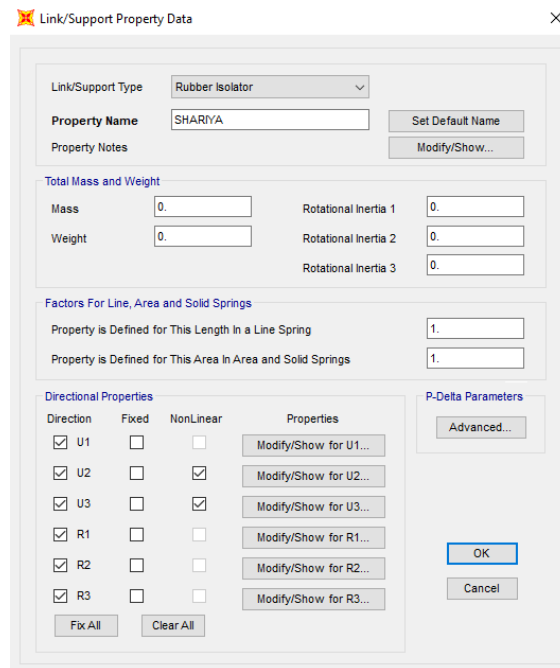 Link/Support Property Data
Link/Support Type Rubber Isolator
Property Name SHARIYA Set Default Name
Property Notes Modify/Show...
Total Mass and Weight
Mass 0. Rotational Inertia 1 0.
Weight 0. Rotational Inertia 2 0.
Rotational Inertia 3 0.
Factors For Line, Area and Solid Springs
Property is Defined for This Length In a Line Spring 1.
Property is Defined for This Area In Area and Solid Springs 1.
Directional Properties P-Delta Parameters
Direction Fixed NonLinear Properties Advanced...
U1 Modify/Show for U1...
U2 Modify/Show for U2...
U3 Modify/Show for U3...
R1 Modify/Show for R1...
R2 Modify/Show for R2...
R3 Modify/Show for R3...
OK
Cancel
Fix All Clear All